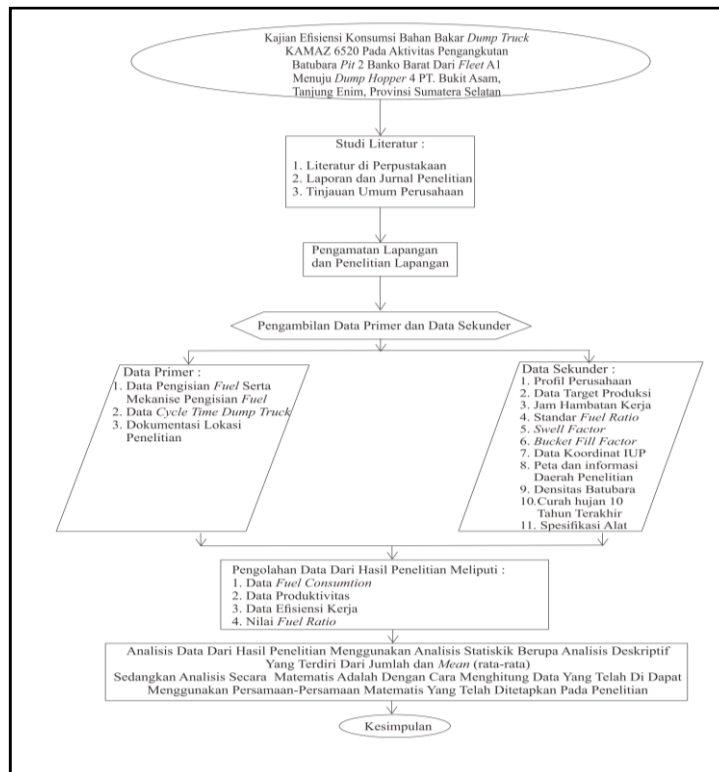 Kajian Efisiensi Konsumsi Bahan Bakar Dump Truck
KAMAZ 6520 Pada Aktivitas Pengangkutan
Batubara Pit 2 Banko Barat Dari Fleet A1
Menuju Dump Hopper 4 PT. Bukit Asam,
Tanjung Enim, Provinsi Sumatera Selatan
Studi Literatur :
1. Literatur di Perpustakaan
2. Laporan dan Jurnal Penelitian
3. Tinjauan Umum Perusahaan
Pengamatan Lapangan
dan Penelitian Lapangan
Pengambilan Data Primer dan Data Sekunder
Data Primer :
1. Data Pengisian Fuel Serta
Mekanise Pengisian Fuel
2. Data Cycle Time Dump Truck
3. Dokumentasi Lokasi
Penelitian
Data Sekunder :
1. Profil Perusahaan
2. Data Target Produksi
3. Jam Hambatan Kerja
4. Standar Fuel Ratio
5. Swell Factor
6. Bucket Fill Factor
7. Data Koordinat IUP
8. Peta dan informasi
Daerah Penelitian
9. Densitas Batubara
10. Curah hujan 10
Tahun Terakhir
11. Spesifikasi Alat
Pengolahan Data Dari Hasil Penelitian Meliputi :
1. Data Fuel Consumtion
2. Data Produktivitas
3. Data Efisiensi Kerja
4. Nilai Fuel Ratio
Analisis Data Dari Hasil Penelitian Menggunakan Analisis Statiskik Berupa Analisis Deskriptif
Yang Terdiri Dari Jumlah dan Mean (rata-rata)
Sedangkan Analisis Secara Matematis Adalah Dengan Cara Menghitung Data Yang Telah Di Dapat
Menggunakan Persamaan-Persamaan Matematis Yang Telah Ditetapkan Pada Penelitian
Kesimpulan